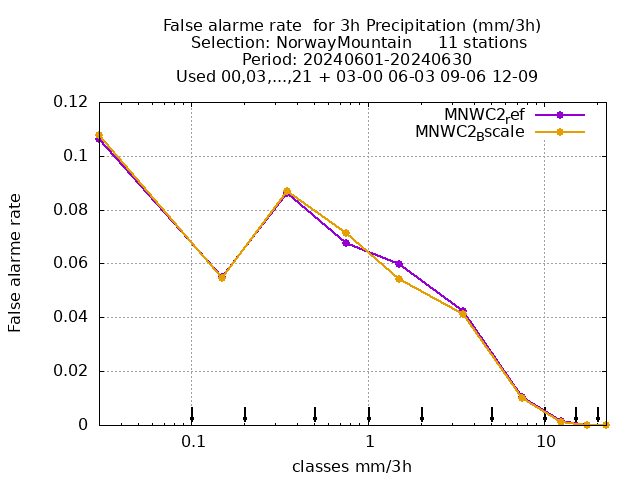 False alarme rate  for 3h Precipitation (mm/3h)
Selection: NorwayMountain     11 stations
Period: 20240601-20240630
Used 00,03,...,21 + 03-00 06-03 09-06 12-09
MNWC2ref
MNWC2Bscale
0.12
0.1
0.08
0.06
0.04
0.02
0
False alarme rate
0.1
1
10
classes mm/3h